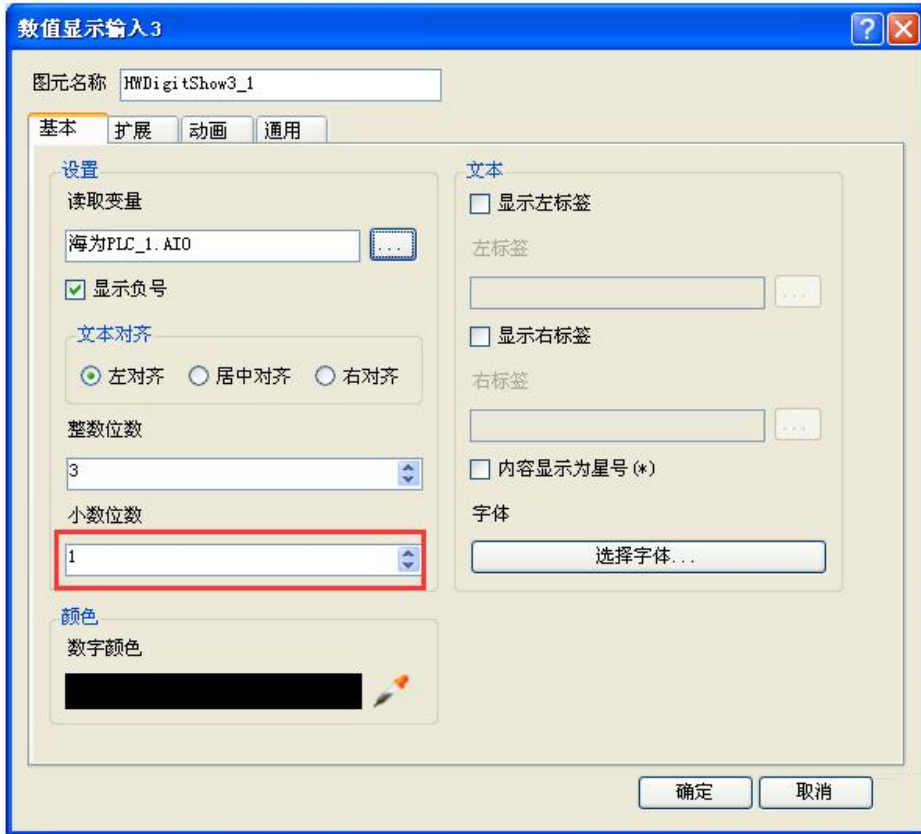 数值显示输入3
图元名称 HWDigitShow3_1
基本 扩展 动画 通用
设置
读取变量
海为PLC_1.AI0
...
显示负号
文本对齐
左对齐 居中对齐 右对齐
整数位数
3
小数位数
1
颜色
数字颜色
文本
显示左标签
左标签
...
显示右标签
右标签
...
内容显示为星号(*)
字体
选择字体...
确定 取消